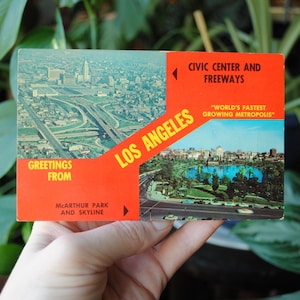 CIVIC CENTER AND
FREEWAYS
"WORLD'S FASTEST
GROWING METROPOLIS"
LOS ANGELES
GREETINGS
FROM
McARTHUR PARK
AND SKYLINE